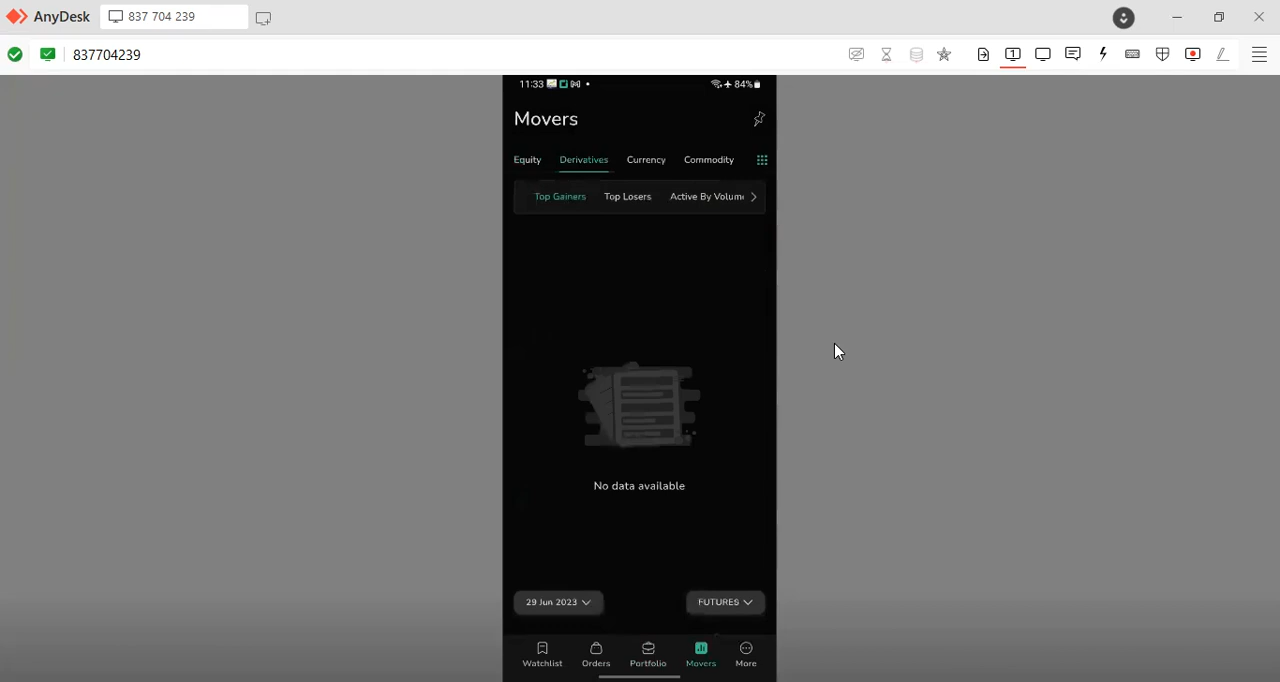 AnyDesk 837 704 239
837704239
1
11:33 84%
Movers
Equity Derivatives Currency Commodity
Top Gainers Top Losers Active By Volum
No data available
29 Jun 2023 FUTURES
Watchlist Orders Portfolio Movers More